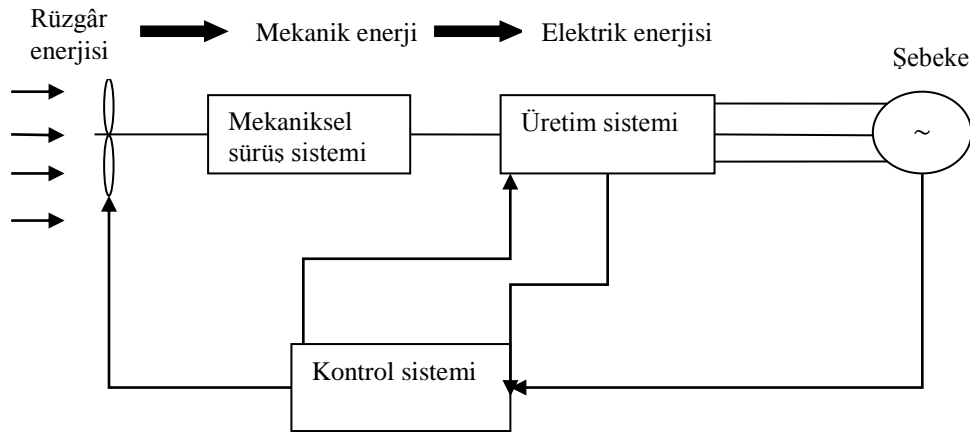 Rüzgâr
enerjisi
Mekanik enerji
Elektrik enerjisi
Şebeke
Mekaniksel
sürüş sistemi
Üretim sistemi
~
Kontrol sistemi